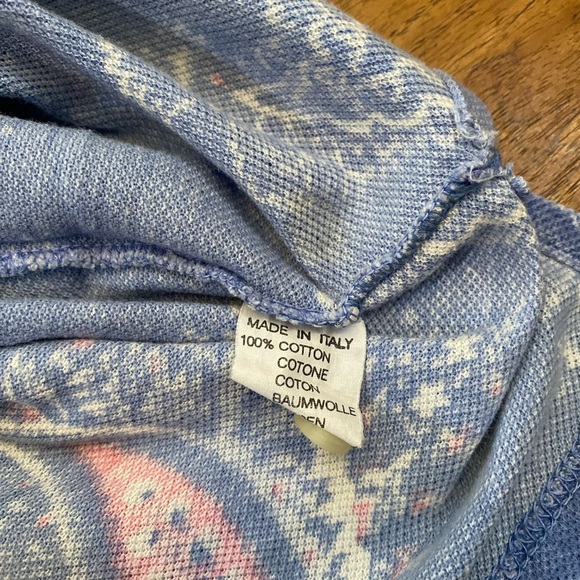 MADE IN ITALY
100% COTTON
COTONE
COTON
BAUMWOLLE